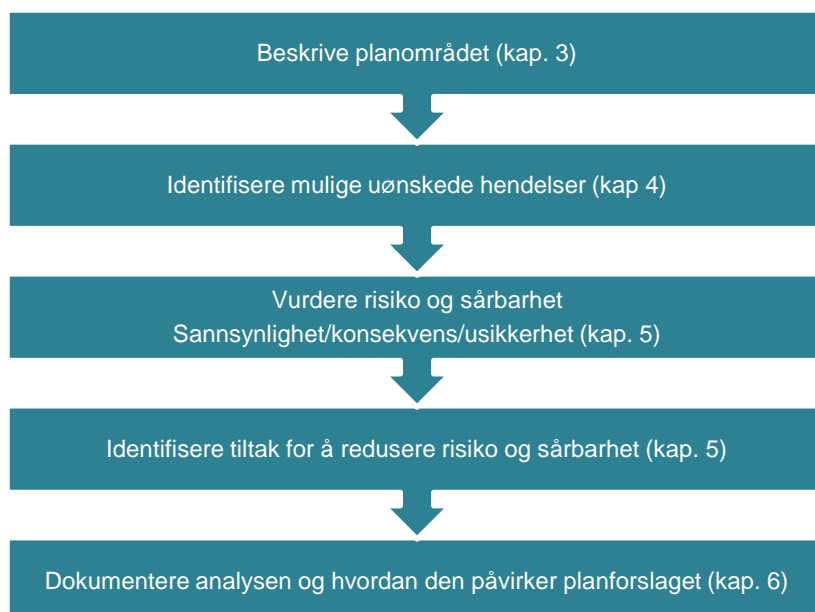 Beskrive planområdet (kap. 3)
Identifisere mulige uønskede hendelser (kap 4)
Vurdere risiko og sårbarhet
Sannsynlighet/konsekvens/usikkerhet (kap. 5)
Identifisere tiltak for å redusere risiko og sårbarhet (kap. 5)
Dokumentere analysen og hvordan den påvirker planforslaget (kap. 6)